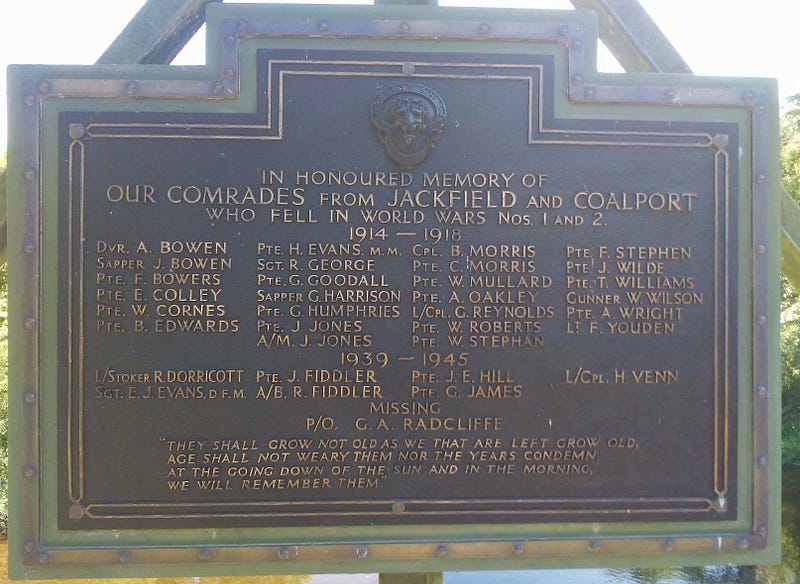 IN HONOURED MEMORY OF
OUR COMRADES FROM JACKFIELD AND COALPORT
WHO FELL IN WORLD WARS NOS. 1 AND 2.
1914 — 1918
DVR. A. BOWEN PTE. H. EVANS, M.M. CPL. B. MORRIS PTE. F. STEPHEN
SAPPER J. BOWEN SGT. R. GEORGE PTE. C. MORRIS PTE. J. WILDE
PTE. F. BOWERS PTE. G. GOODALL PTE. W. MULLARD PTE. T. WILLIAMS
PTE. E. COLLEY SAPPER G. HARRISON PTE. A. OAKLEY GUNNER W. WILSON
PTE. W. CORNES PTE. G. HUMPHRIES L/CPL. G. REYNOLDS PTE. A WRIGHT
PTE. B. EDWARDS PTE. J. JONES PTE. W. ROBERTS LT. F. YOUDEN
A/M. J. JONES PTE. W. STEPHAN
1939 — 1945
L/STOKER R. DORRICOTT PTE. J. FIDDLER PTE. J. E. HILL L/CPL. H. VENN
SGT. E. J. EVANS, D.F.M. A/B. R. FIDDLER PTE. G. JAMES
MISSING
P/O. G. A. RADCLIFFE
"THEY SHALL GROW NOT OLD AS WE THAT ARE LEFT GROW OLD,
AGE SHALL NOT WEARY THEM NOR THE YEARS CONDEMN
AT THE GOING DOWN OF THE SUN AND IN THE MORNING,
WE WILL REMEMBER THEM."